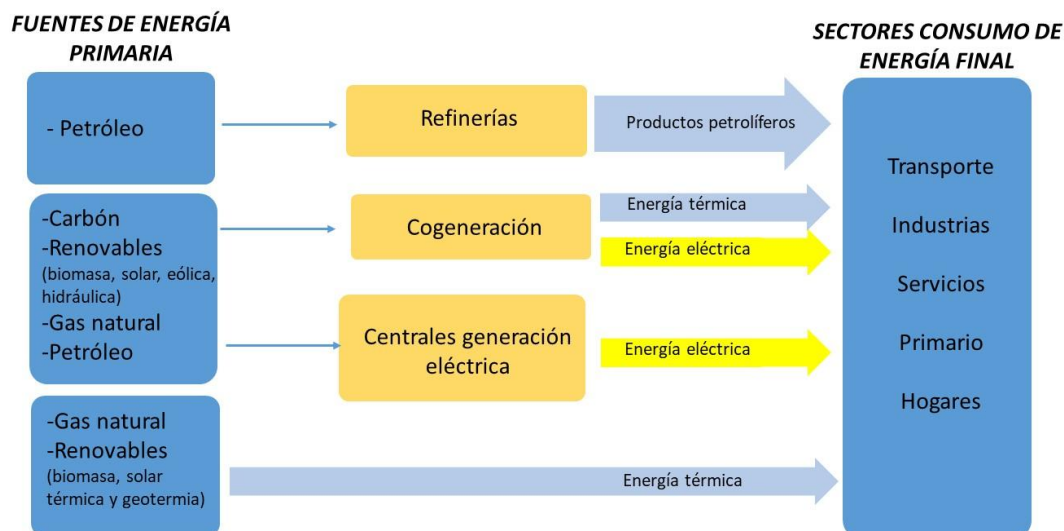 FUENTES DE ENERGÍA
PRIMARIA
- Petróleo
-Carbón
-Renovables
(biomasa, solar, eólica,
hidráulica)
-Gas natural
-Petróleo
-Gas natural
-Renovables
(biomasa, solar
térmica y geotermia)
Refinerías
Cogeneración
Centrales generación
eléctrica
Productos petrolíferos
Energía térmica
Energía eléctrica
Energía eléctrica
Energía térmica
SECTORES CONSUMO DE
ENERGÍA FINAL
Transporte
Industrias
Servicios
Primario
Hogares